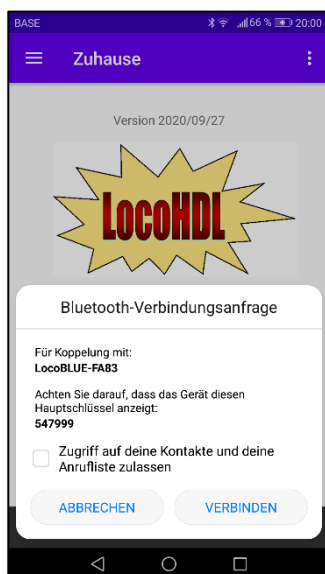 BASE 66 % 20:00
Zuhause
Version 2020/09/27
LocoHDL
Bluetooth-Verbindungsanfrage
Für Koppelung mit:
LocoBLUE-FA83
Achten Sie darauf, dass das Gerät diesen
Hauptschlüssel anzeigt:
547999
Zugriff auf deine Kontakte und deine
Anrufliste zulassen
ABBRECHEN VERBINDEN